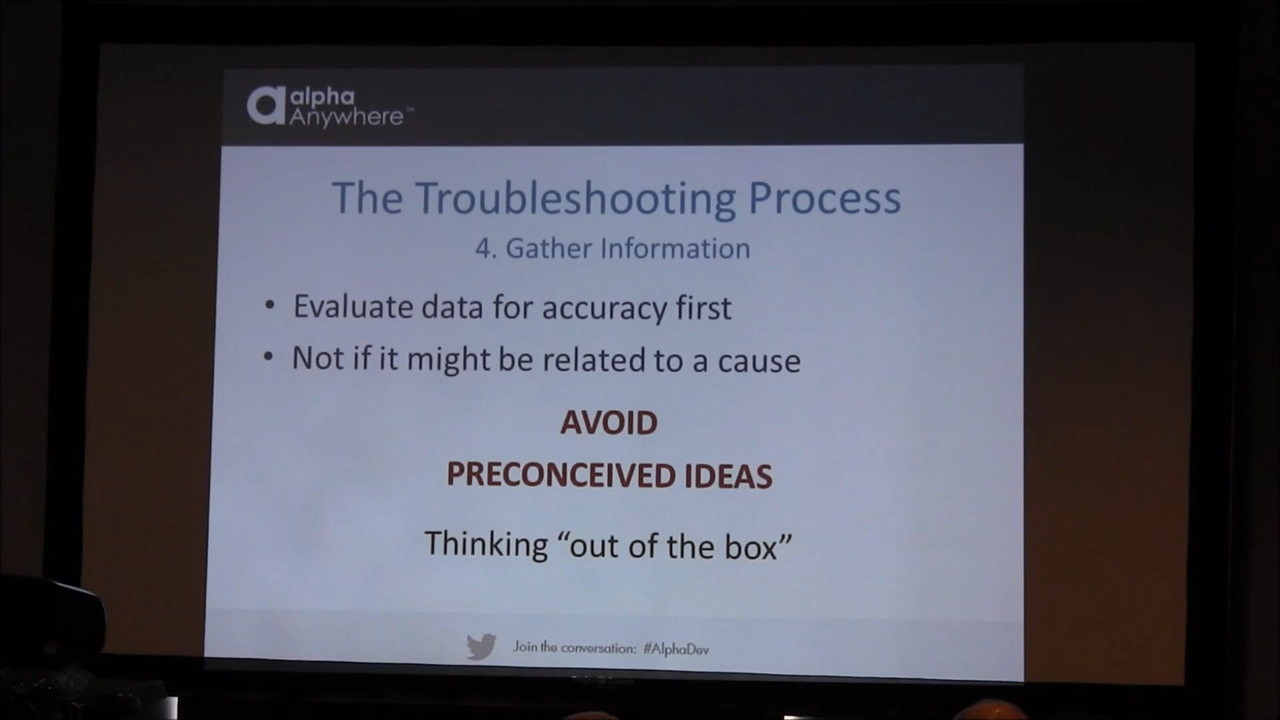 alpha
Anywhere™
The Troubleshooting Process
4. Gather Information
• Evaluate data for accuracy first
• Not if it might be related to a cause
AVOID
PRECONCEIVED IDEAS
Thinking “out of the box”
Join the conversation: #AlphaDev